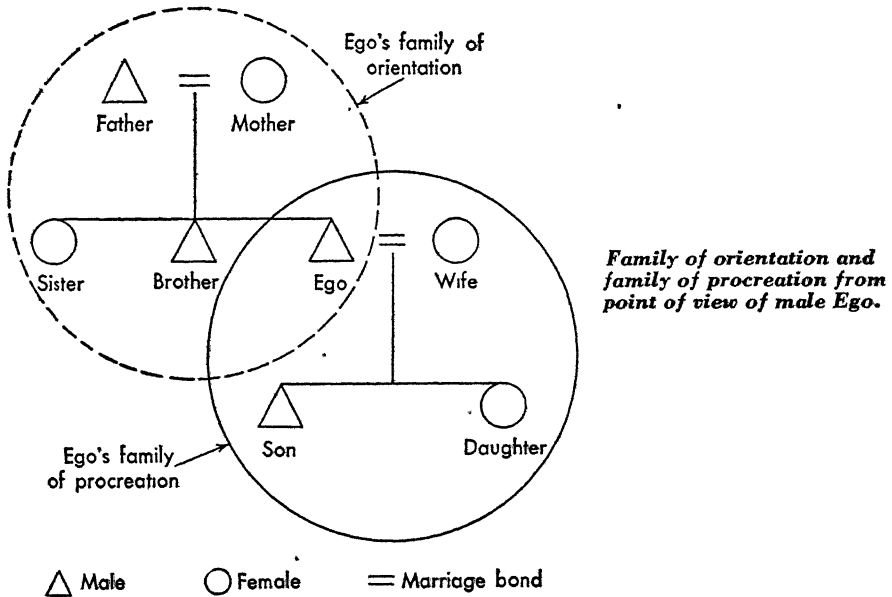 Ego's family of
orientation
Father
Mother
Sister
Brother
Ego
Wife
Family of orientation and
family of procreation from
point of view of male Ego.
Son
Daughter
Ego's family
of procreation
Male
Female
Marriage bond